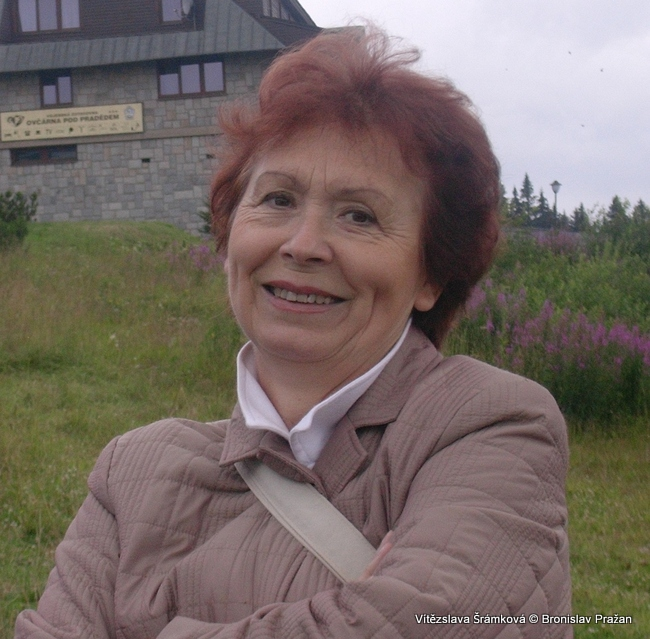 OVČÁRNA POD PRADĚDEM
Vítězslava Šrámková © Bronislav Pražan